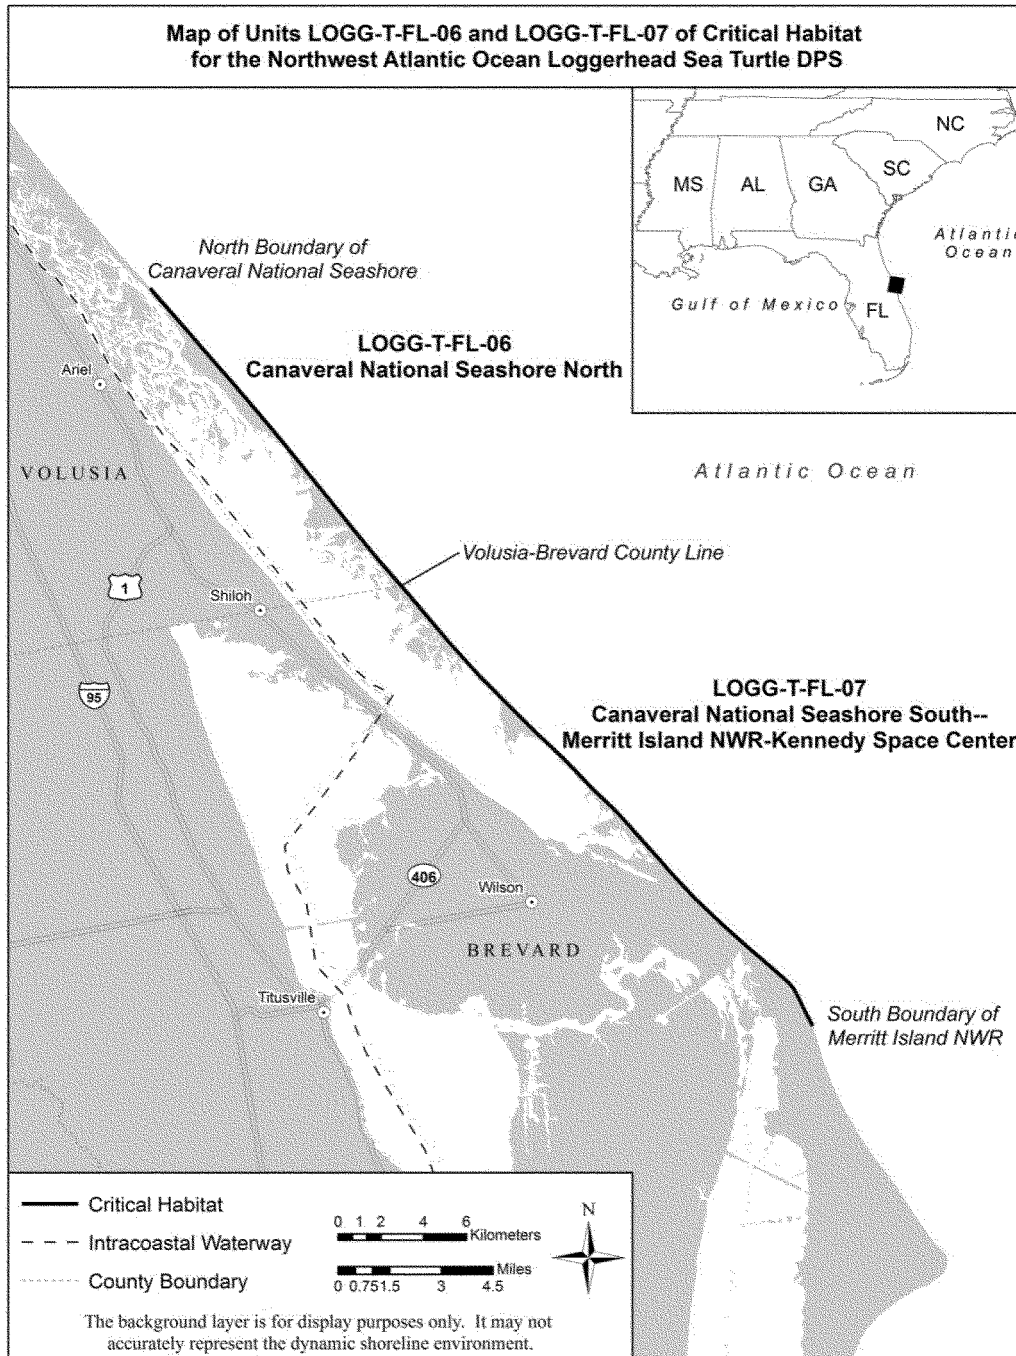 Map of Units LOGG-T-FL-06 and LOGG-T-FL-07 of Critical Habitat
for the Northwest Atlantic Ocean Loggerhead Sea Turtle DPS
NC
SC
MS
AL
GA
Atlantic
Ocean
Gulf of Mexico
FL
North Boundary of
Canaveral National Seashore
LOGG-T-FL-06
Canaveral National Seashore North
Ariel
VOLUSIA
Atlantic Ocean
Volusia-Brevard County Line
1
Shiloh
95
LOGG-T-FL-07
Canaveral National Seashore South--
Merritt Island NWR-Kennedy Space Center
406
Wilson
BREVARD
Titusville
South Boundary of
Merritt Island NWR
Critical Habitat
Intracoastal Waterway
County Boundary
0 1 2 4 6
Kilometers
Miles
0 0.75 1.5 3 4.5
N
The background layer is for display purposes only. It may not
accurately represent the dynamic shoreline environment.